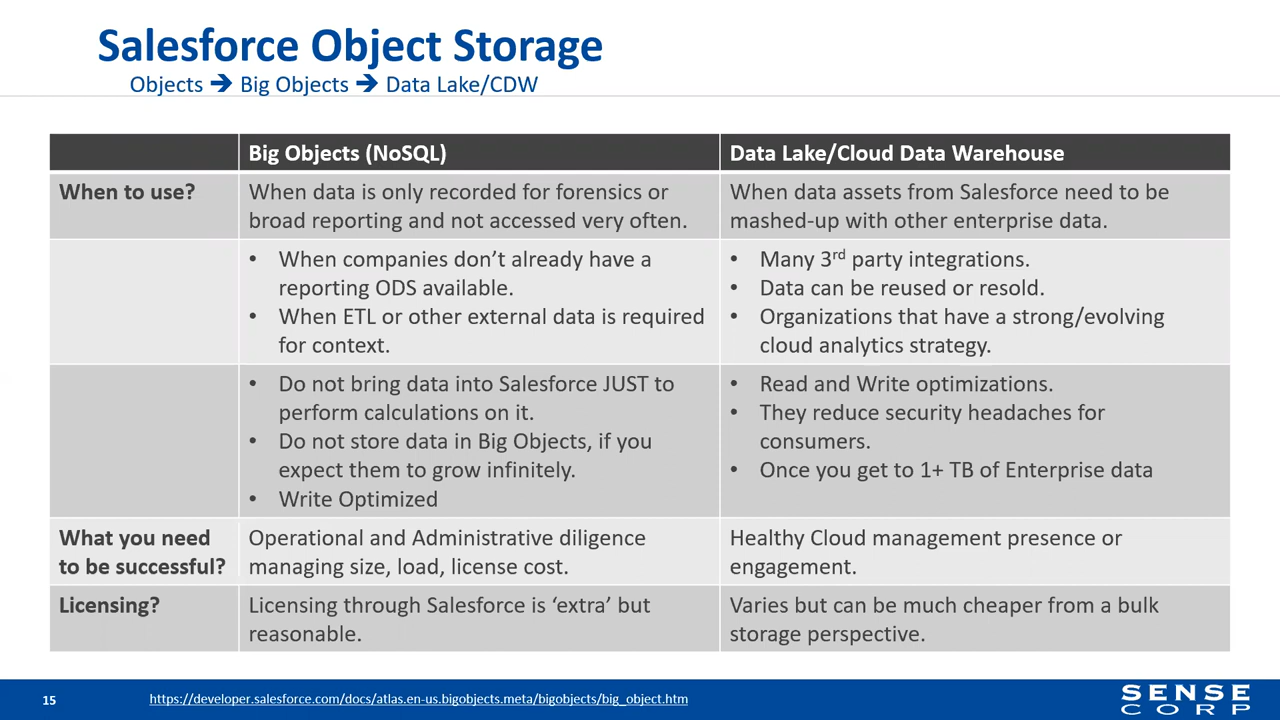 Salesforce Object Storage
Objects 🡺 Big Objects 🡺 Data Lake/CDW
Big Objects (NoSQL)
Data Lake/Cloud Data Warehouse
When to use?
When data is only recorded for forensics or
broad reporting and not accessed very often.
When data assets from Salesforce need to be
mashed-up with other enterprise data.
• When companies don’t already have a
reporting ODS available.
• When ETL or other external data is required
for context.
• Many 3rd party integrations.
• Data can be reused or resold.
• Organizations that have a strong/evolving
cloud analytics strategy.
• Do not bring data into Salesforce JUST to
perform calculations on it.
• Do not store data in Big Objects, if you
expect them to grow infinitely.
• Write Optimized
• Read and Write optimizations.
• They reduce security headaches for
consumers.
• Once you get to 1+ TB of Enterprise data
What you need
to be successful?
Operational and Administrative diligence
managing size, load, license cost.
Healthy Cloud management presence or
engagement.
Licensing?
Licensing through Salesforce is ‘extra’ but
reasonable.
Varies but can be much cheaper from a bulk
storage perspective.
15
https://developer.salesforce.com/docs/atlas.en-us.bigobjects.meta/bigobjects/big_object.htm
SENSE
CORP